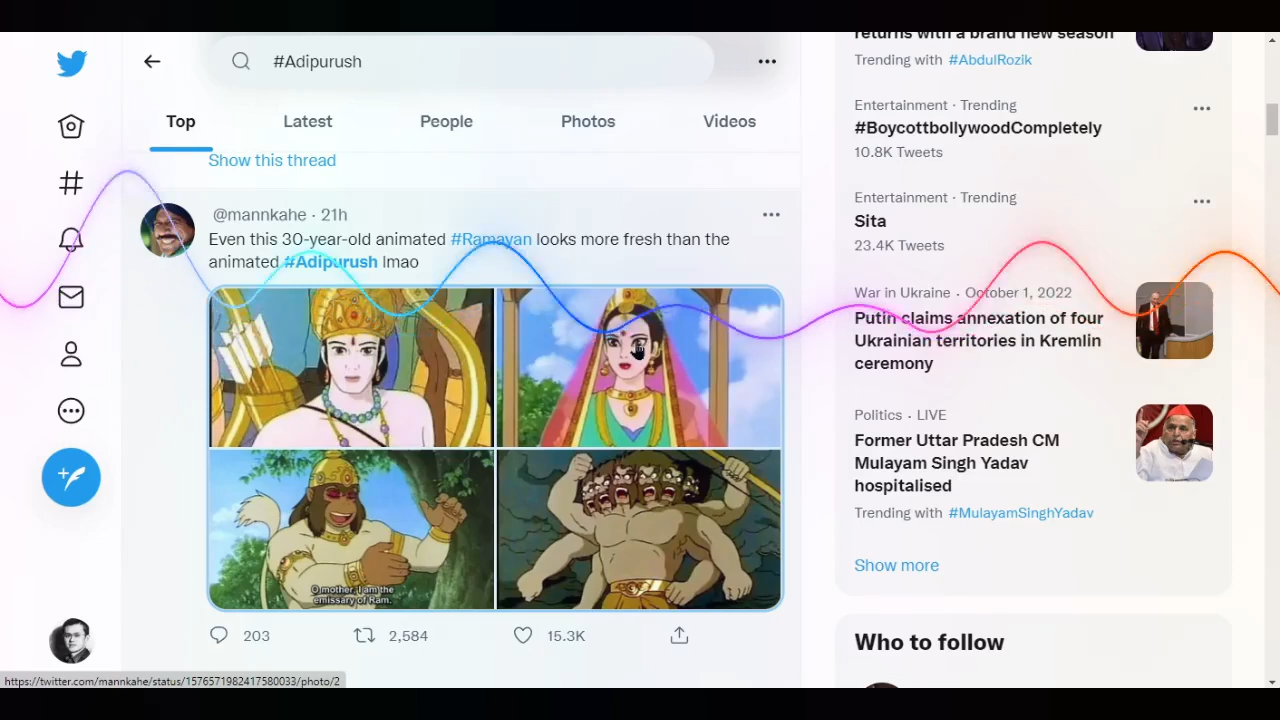 #Adipurush
Top
Latest
People
Photos
Videos
Show this thread
@mannkahe · 21h
Even this 30-year-old animated #Ramayan looks more fresh than the
animated #Adipurush lmao
O mother, I am the
emissary of Ram.
203
2,584
15.3K
returns with a brand new season
Trending with #AbdulRozik
Entertainment · Trending
#BoycottbollywoodCompletely
10.8K Tweets
Entertainment · Trending
Sita
23.4K Tweets
War in Ukraine · October 1, 2022
Putin claims annexation of four
Ukrainian territories in Kremlin
ceremony
Politics · LIVE
Former Uttar Pradesh CM
Mulayam Singh Yadav
hospitalised
Trending with #MulayamSinghYadav
Show more
Who to follow
https://twitter.com/mannkahe/status/1576571982417580033/photo/2